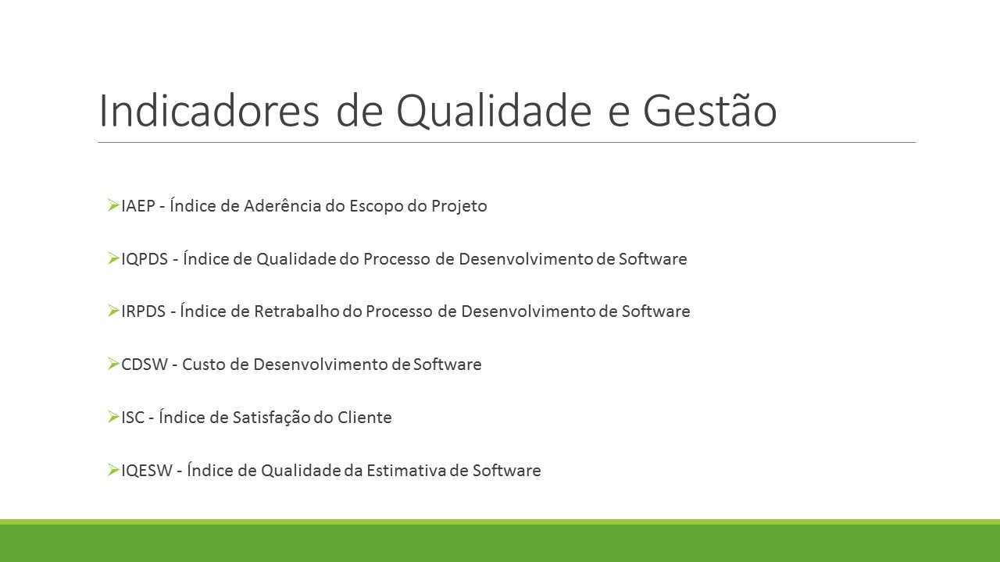 Indicadores de Qualidade e Gestão
IAEP - Índice de Aderência do Escopo do Projeto
IQPDS - Índice de Qualidade do Processo de Desenvolvimento de Software
IRPDS - Índice de Retrabalho do Processo de Desenvolvimento de Software
CDSW - Custo de Desenvolvimento de Software
ISC - Índice de Satisfação do Cliente
IQESW - Índice de Qualidade da Estimativa de Software